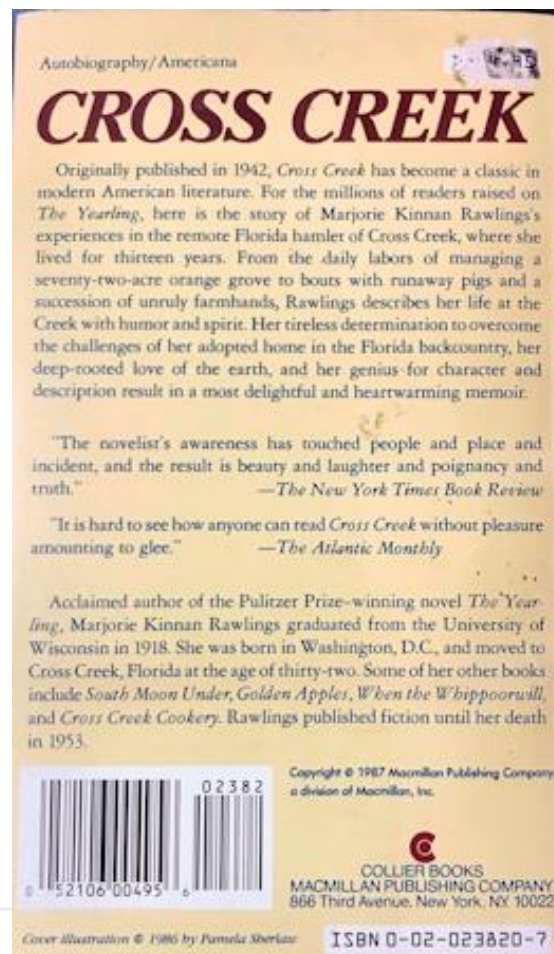 Autobiography/Americana
CROSS CREEK
Originally published in 1942, Cross Creek has become a classic in
modern American literature. For the millions of readers raised on
The Yearling, here is the story of Marjorie Kinnan Rawlings's
experiences in the remote Florida hamlet of Cross Creek, where she
lived for thirteen years. From the daily labors of managing a
seventy-two-acre orange grove to bouts with runaway pigs and a
succession of unruly farmhands, Rawlings describes her life at the
Creek with humor and spirit. Her tireless determination to overcome
the challenges of her adopted home in the Florida backcountry, her
deep-rooted love of the earth, and her genius for character and
description result in a most delightful and heartwarming memoir.
"The novelist's awareness has touched people and place and
incident, and the result is beauty and laughter and poignancy and
truth." —The New York Times Book Review
"It is hard to see how anyone can read Cross Creek without pleasure
amounting to glee." —The Atlantic Monthly
Acclaimed author of the Pulitzer Prize–winning novel The Year-
ling, Marjorie Kinnan Rawlings graduated from the University of
Wisconsin in 1918. She was born in Washington, D.C., and moved to
Cross Creek, Florida at the age of thirty-two. Some of her other books
include South Moon Under, Golden Apples, When the Whippoorwill,
and Cross Creek Cookery. Rawlings published fiction until her death
in 1953.
02382
0 52106 00495 6
Copyright © 1987 Macmillan Publishing Company
a division of Macmillan, Inc.
COLLIER BOOKS
MACMILLAN PUBLISHING COMPANY
866 Third Avenue, New York, NY 10022
Cover illustration © 1986 by Pamela
ISBN 0-02-023820-7